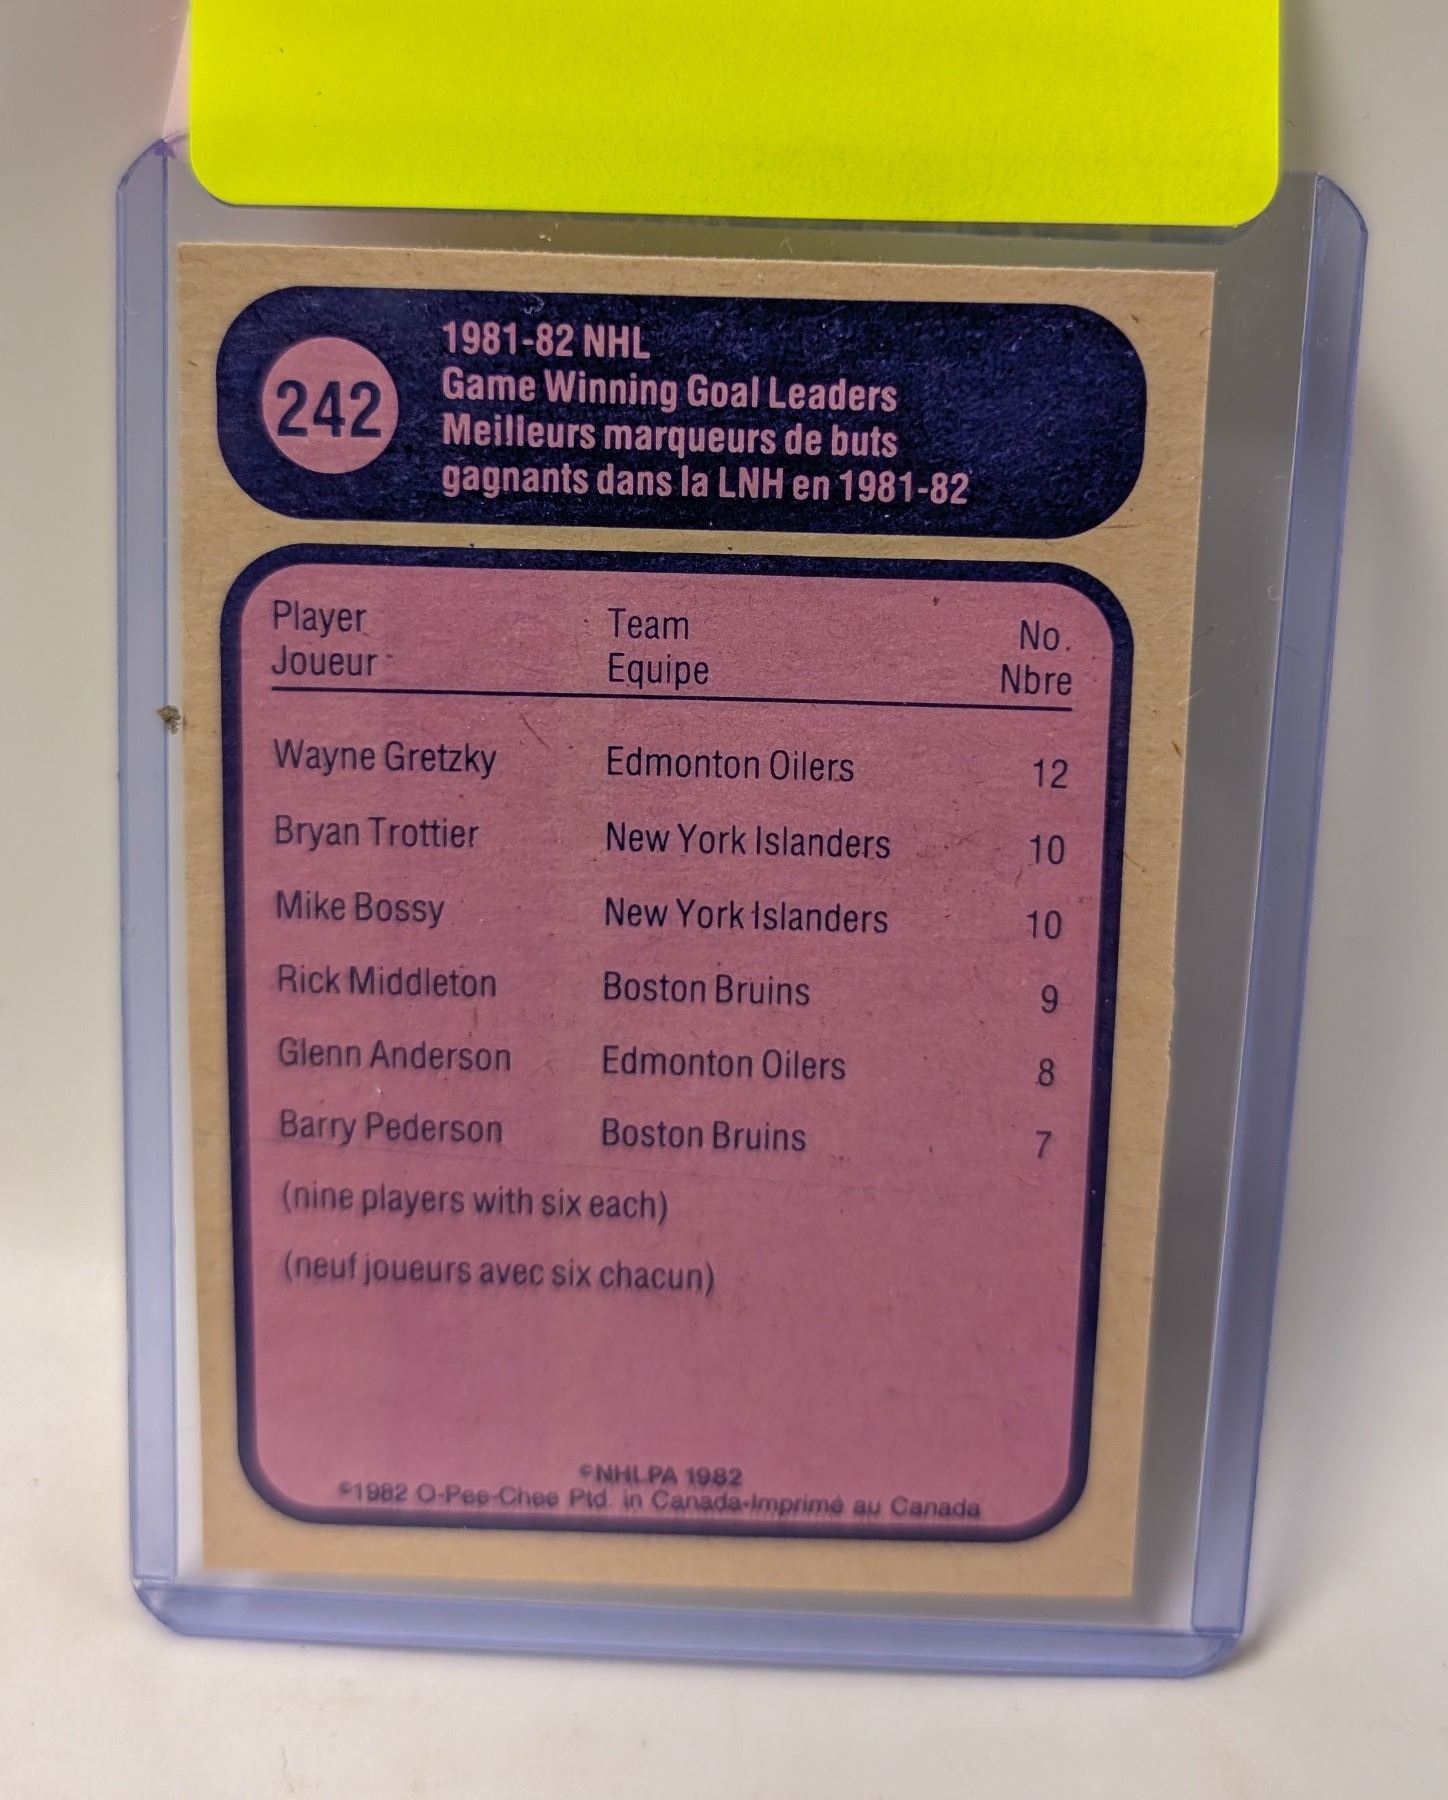 242
1981-82 NHL
Game Winning Goal Leaders
Meilleurs marqueurs de buts
gagnants dans la LNH en 1981-82
Player Team No.
Joueur Equipe Nbre
Wayne Gretzky Edmonton Oilers 12
Bryan Trottier New York Islanders 10
Mike Bossy New York Islanders 10
Rick Middleton Boston Bruins 9
Glenn Anderson Edmonton Oilers 8
Barry Pederson Boston Bruins 7
(nine players with six each)
(neuf joueurs avec six chacun)
©NHLPA 1982
©1982 O-Pee-Chee Ptd. in Canada-Imprimé au Canada